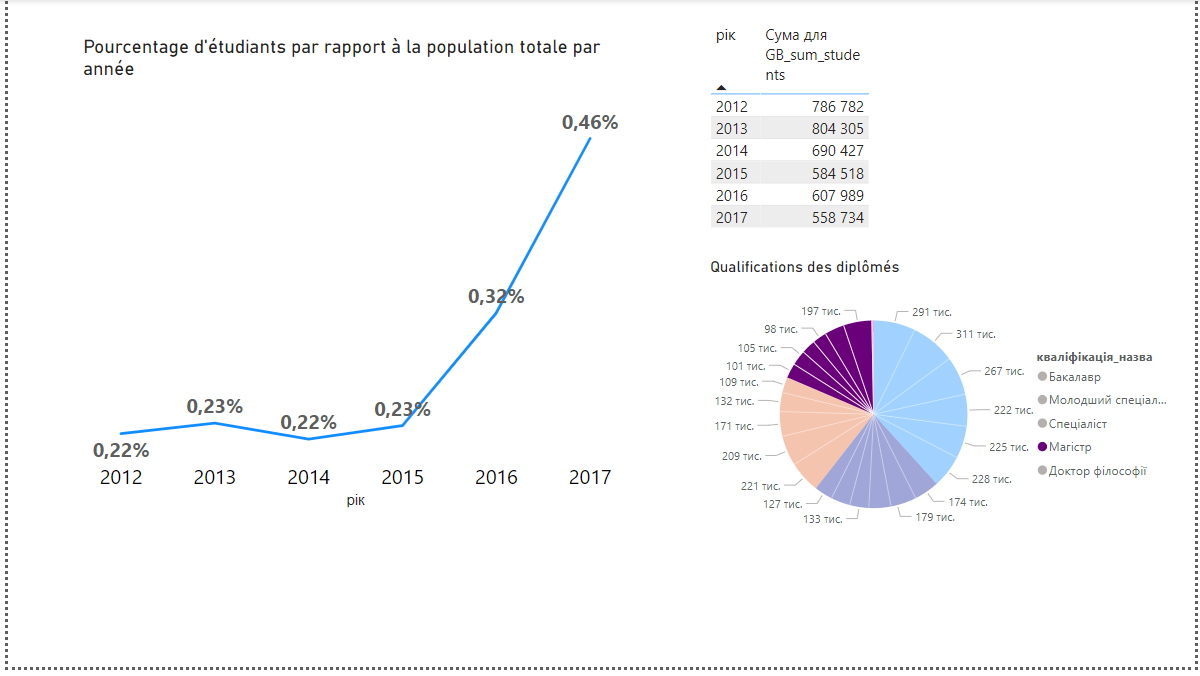 Pourcentage d'étudiants par rapport à la population totale par
année
0,22%
0,23%
0,22%
0,23%
0,32%
0,46%
2012 2013 2014 2015 2016 2017
рік
рік Сума для
GB_sum_stude
nts
2012 786 782
2013 804 305
2014 690 427
2015 584 518
2016 607 989
2017 558 734
Qualifications des diplômés
291 тис.
311 тис.
267 тис.
222 тис.
225 тис.
228 тис.
174 тис.
179 тис.
133 тис.
127 тис.
221 тис.
209 тис.
171 тис.
132 тис.
109 тис.
101 тис.
105 тис.
98 тис.
197 тис.
кваліфікація_назва
Бакалавр
Молодший спеціал...
Спеціаліст
Магістр
Доктор філософії